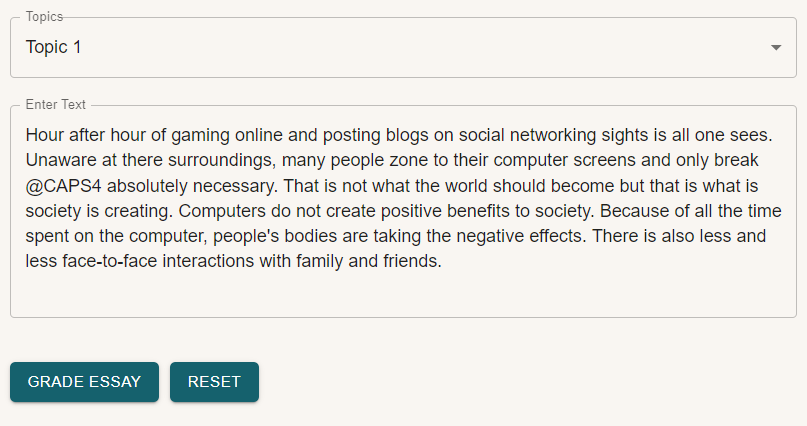 Topics
Topic 1
Enter Text
Hour after hour of gaming online and posting blogs on social networking sights is all one sees.
Unaware at there surroundings, many people zone to their computer screens and only break
@CAPS4 absolutely necessary. That is not what the world should become but that is what is
society is creating. Computers do not create positive benefits to society. Because of all the time
spent on the computer, people's bodies are taking the negative effects. There is also less and
less face-to-face interactions with family and friends.
GRADE ESSAY
RESET